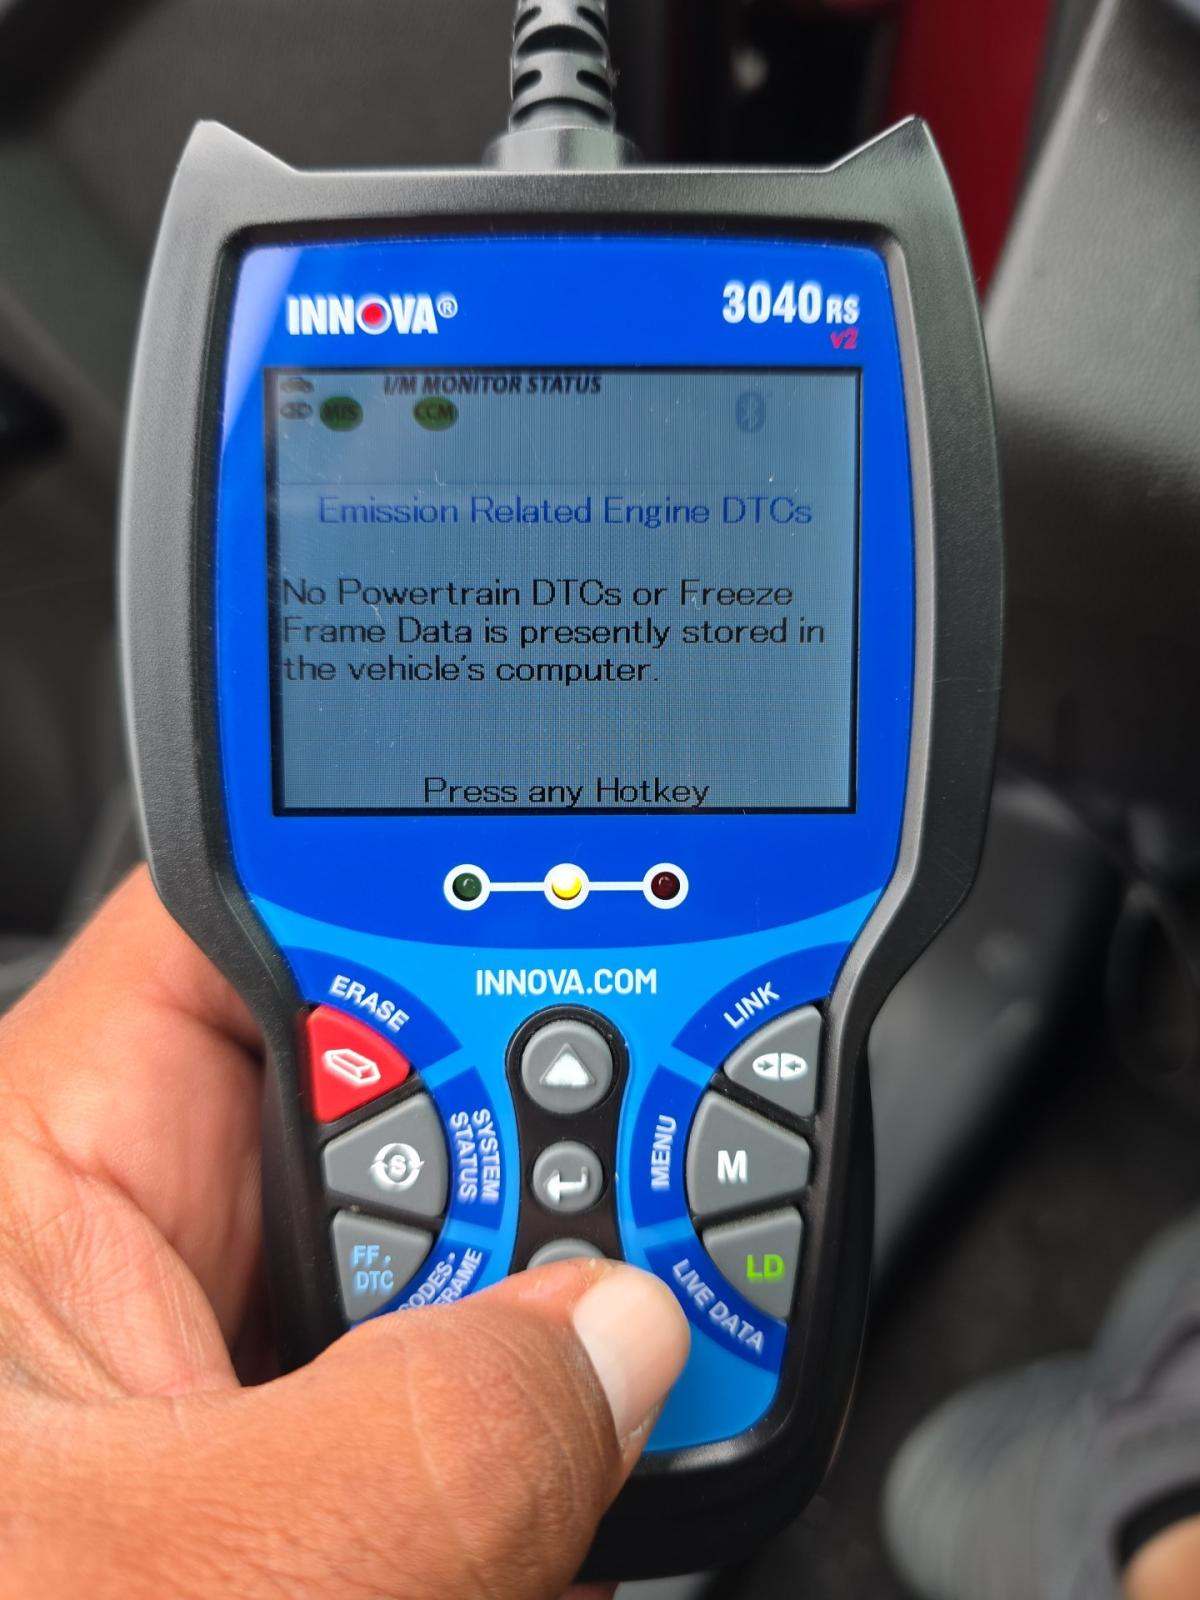 INNOVA®
3040RS
v2
I/M MONITOR STATUS
MIS CCM
Emission Related Engine DTCs
No Powertrain DTCs or Freeze
Frame Data is presently stored in
the vehicle's computer.
Press any Hotkey
INNOVA.COM
ERASE
LINK
SYSTEM
STATUS
S
MENU
M
FF.
DTC
CODES-
FRAME
LIVE DATA
LD